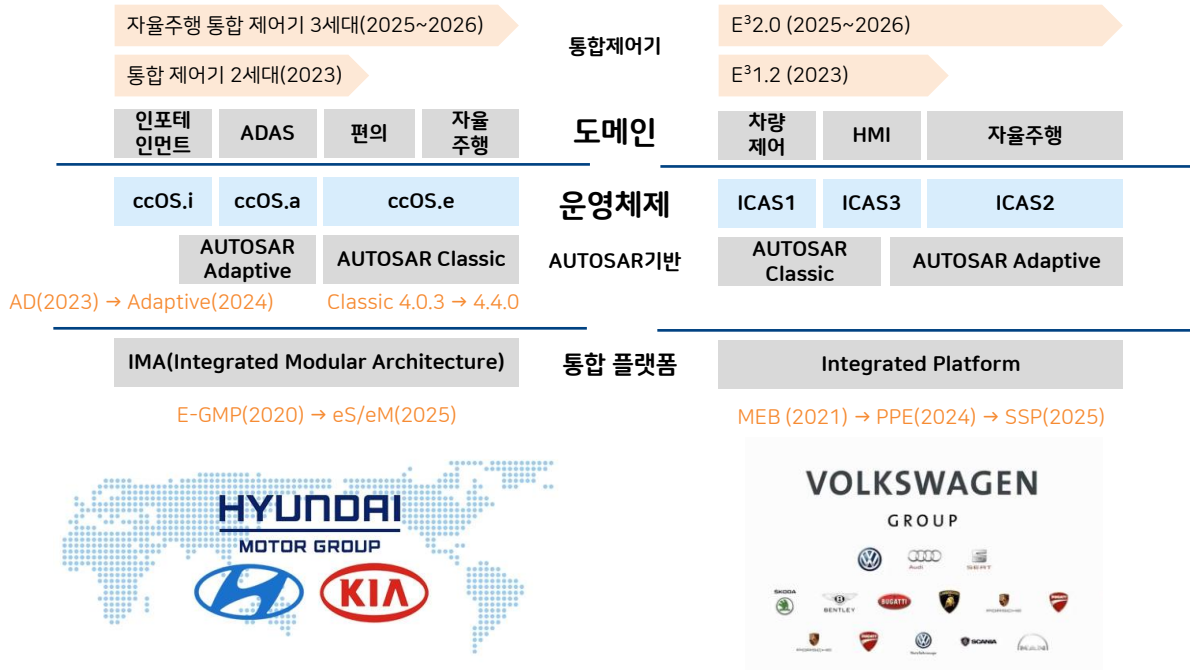 자율주행 통합 제어기 3세대(2025~2026)
통합 제어기 2세대(2023)
통합제어기
E³2.0 (2025~2026)
E³1.2 (2023)
인포테
인먼트
ADAS
편의
자율
주행
도메인
차량
제어
HMI
자율주행
ccOS.i
ccOS.a
ccOS.e
운영체제
ICAS1
ICAS3
ICAS2
AUTOSAR
Adaptive
AUTOSAR Classic
AUTOSAR기반
AUTOSAR
Classic
AUTOSAR Adaptive
AD(2023) → Adaptive(2024)
Classic 4.0.3 → 4.4.0
IMA(Integrated Modular Architecture)
통합 플랫폼
Integrated Platform
E-GMP(2020) → eS/eM(2025)
MEB (2021) → PPE(2024) → SSP(2025)
HYUNDAI
MOTOR GROUP
KIA
VOLKSWAGEN
GROUP
Audi
SEAT
SKODA
BENTLEY
BUGATTI
PORSCHE
DUCATI
PORSCHE
DUCATI
SCANIA
MAN